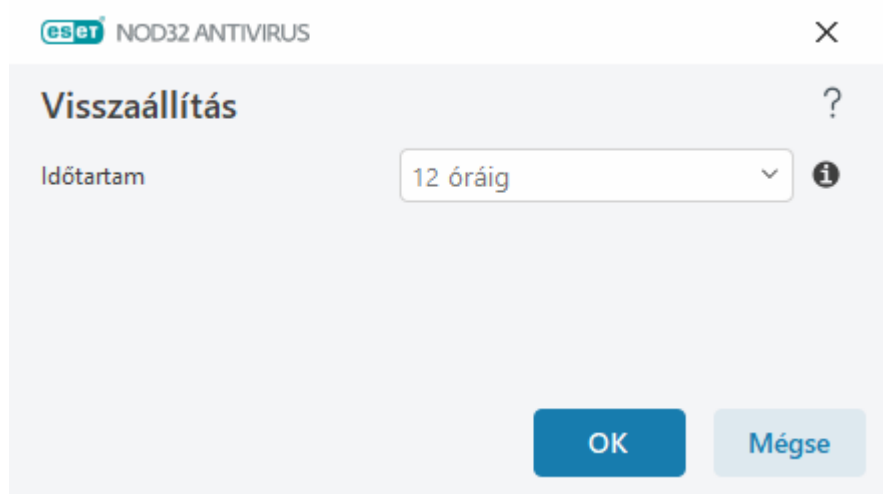 eset NOD32 ANTIVIRUS
Visszaállítás
?
Időtartam 12 óráig
OK Mégse